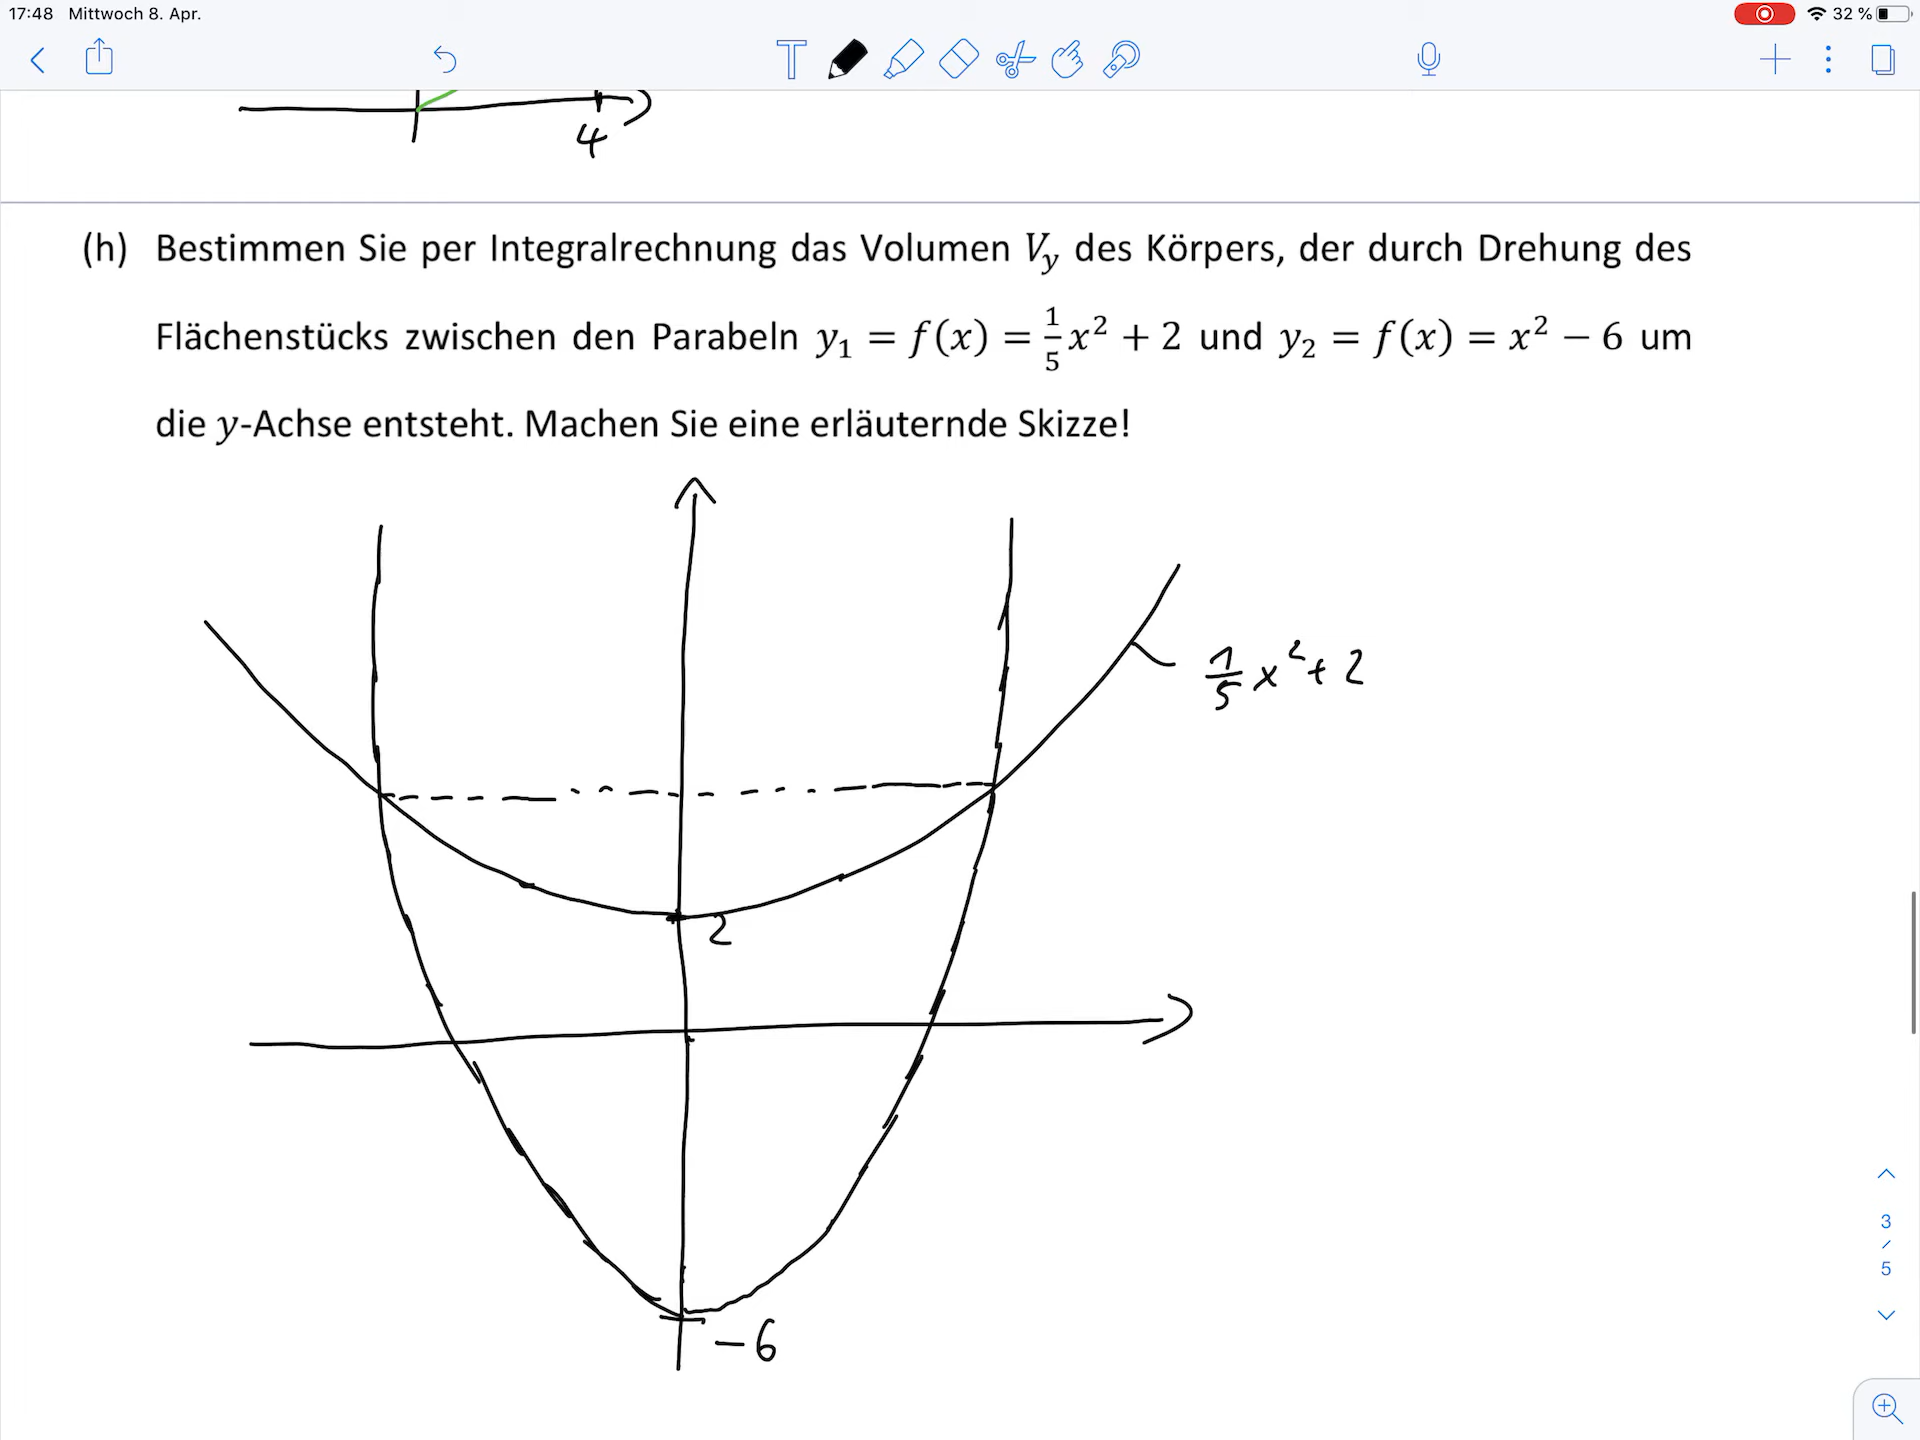 17:48 Mittwoch 8. Apr.
32 %
T
4
(h) Bestimmen Sie per Integralrechnung das Volumen V_y des Körpers, der durch Drehung des
Flächenstücks zwischen den Parabeln y₁ = f(x) = 1/5 x² + 2 und y₂ = f(x) = x² − 6 um
die y-Achse entsteht. Machen Sie eine erläuternde Skizze!
1/5 x² + 2
2
3
/
5
−6